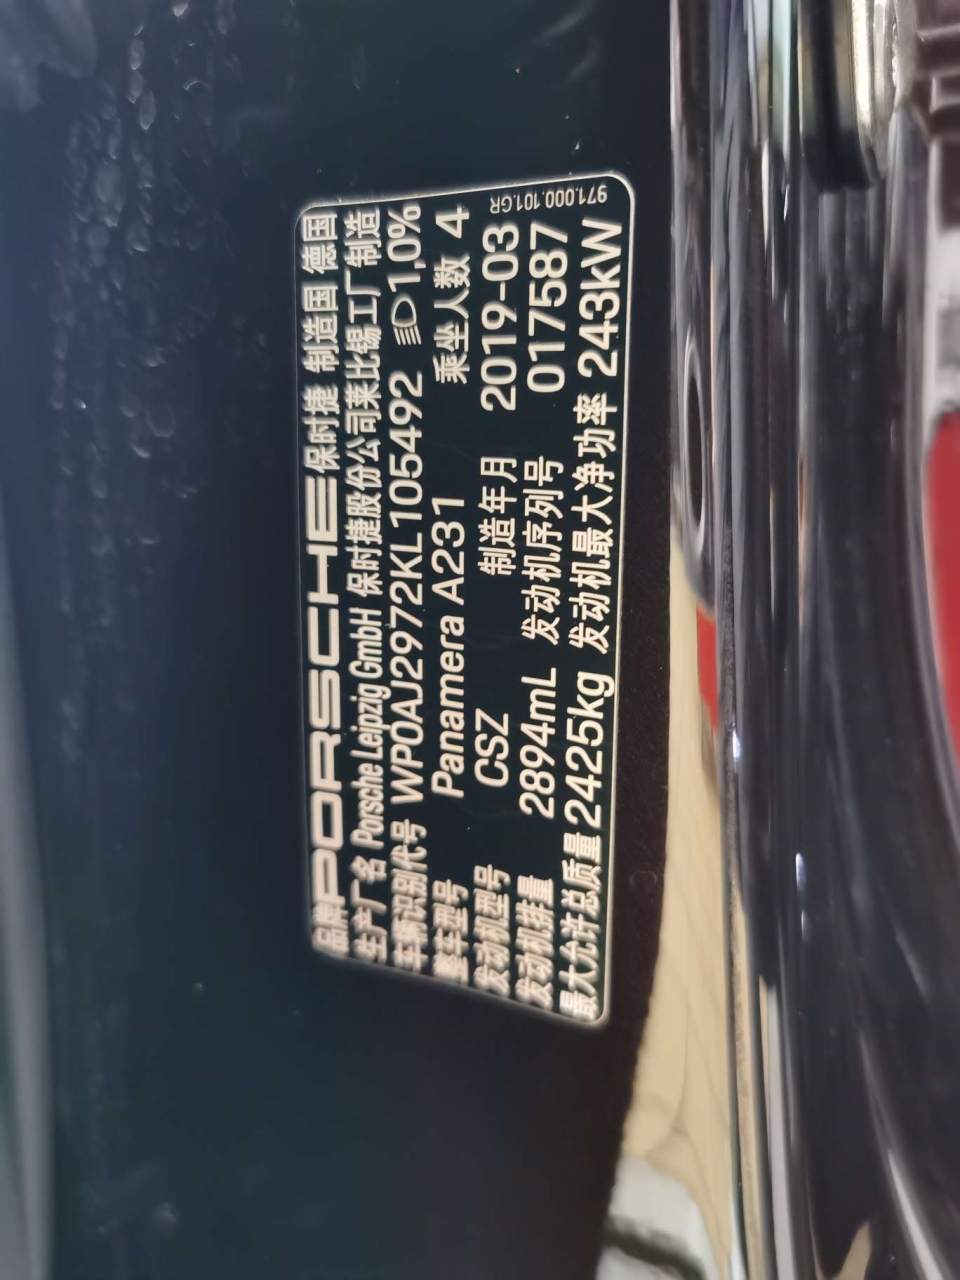 品牌 PORSCHE 保时捷 制造国 德国
生产厂名 Porsche Leipzig GmbH 保时捷股份公司莱比锡工厂制造
车辆识别代号 WP0AJ2972KL105492 1,0%
整车型号 Panamera A231 乘坐人数 4
发动机型号 CSZ 制造年月 2019-03
发动机排量 2894mL 发动机序列号 017587
最大允许总质量 2425kg 发动机最大净功率 243kW
971.000.101.GR